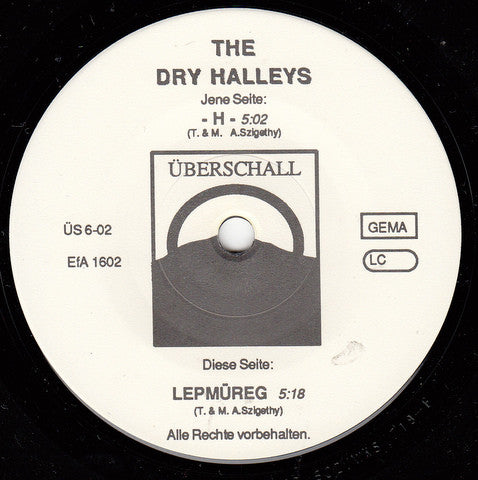 THE
DRY HALLEYS
Jene Seite:
- H - 5:02
(T. & M. A.Szigethy)
ÜBERSCHALL
ÜS 6-02
GEMA
EfA 1602
LC
Diese Seite:
LEPMÜREG 5:18
(T. & M. A.Szigethy)
Alle Rechte vorbehalten.